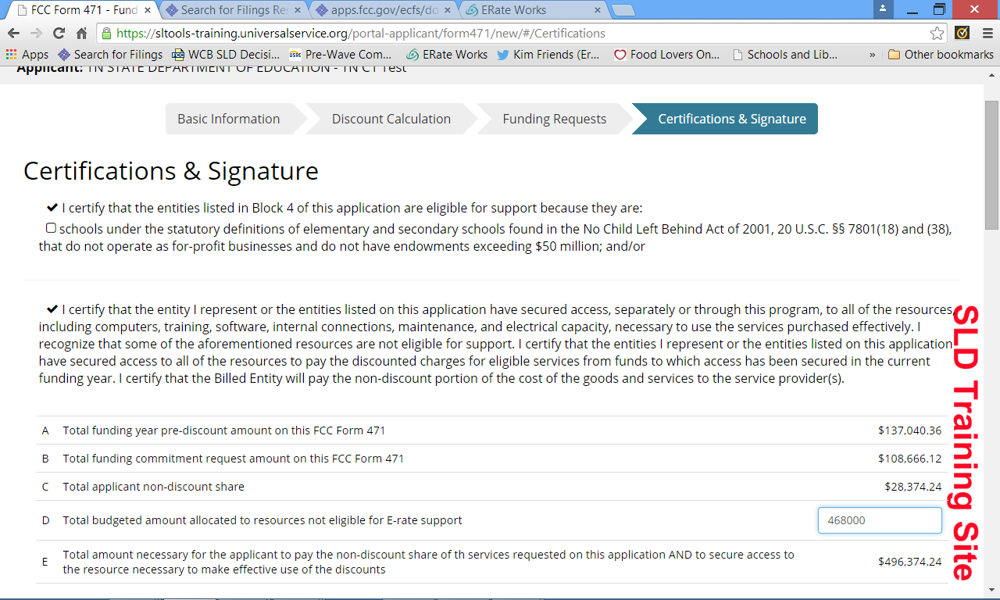 FCC Form 471 - Fund
Search for Filings Re
apps.fcc.gov/ecfs/do
ERate Works
https://sltools-training.universalservice.org/portal-applicant/form471/new/#/Certifications
Apps
Search for Filings
WCB SLD Decisi...
USAC
Pre-Wave Com...
ERate Works
Kim Friends (Er...
Food Lovers On...
Schools and Lib...
»
Other bookmarks
Applicant: TN STATE DEPARTMENT OF EDUCATION - TN CT Test
Basic Information
Discount Calculation
Funding Requests
Certifications & Signature
Certifications & Signature
I certify that the entities listed in Block 4 of this application are eligible for support because they are:
schools under the statutory definitions of elementary and secondary schools found in the No Child Left Behind Act of 2001, 20 U.S.C. §§ 7801(18) and (38),
that do not operate as for-profit businesses and do not have endowments exceeding $50 million; and/or
I certify that the entity I represent or the entities listed on this application have secured access, separately or through this program, to all of the resources,
including computers, training, software, internal connections, maintenance, and electrical capacity, necessary to use the services purchased effectively. I
recognize that some of the aforementioned resources are not eligible for support. I certify that the entities I represent or the entities listed on this application
have secured access to all of the resources to pay the discounted charges for eligible services from funds to which access has been secured in the current
funding year. I certify that the Billed Entity will pay the non-discount portion of the cost of the goods and services to the service provider(s).
A Total funding year pre-discount amount on this FCC Form 471 $137,040.36
B Total funding commitment request amount on this FCC Form 471 $108,666.12
C Total applicant non-discount share $28,374.24
D Total budgeted amount allocated to resources not eligible for E-rate support 468000
E Total amount necessary for the applicant to pay the non-discount share of th services requested on this application AND to secure access to
the resource necessary to make effective use of the discounts $496,374.24
SLD Training Site